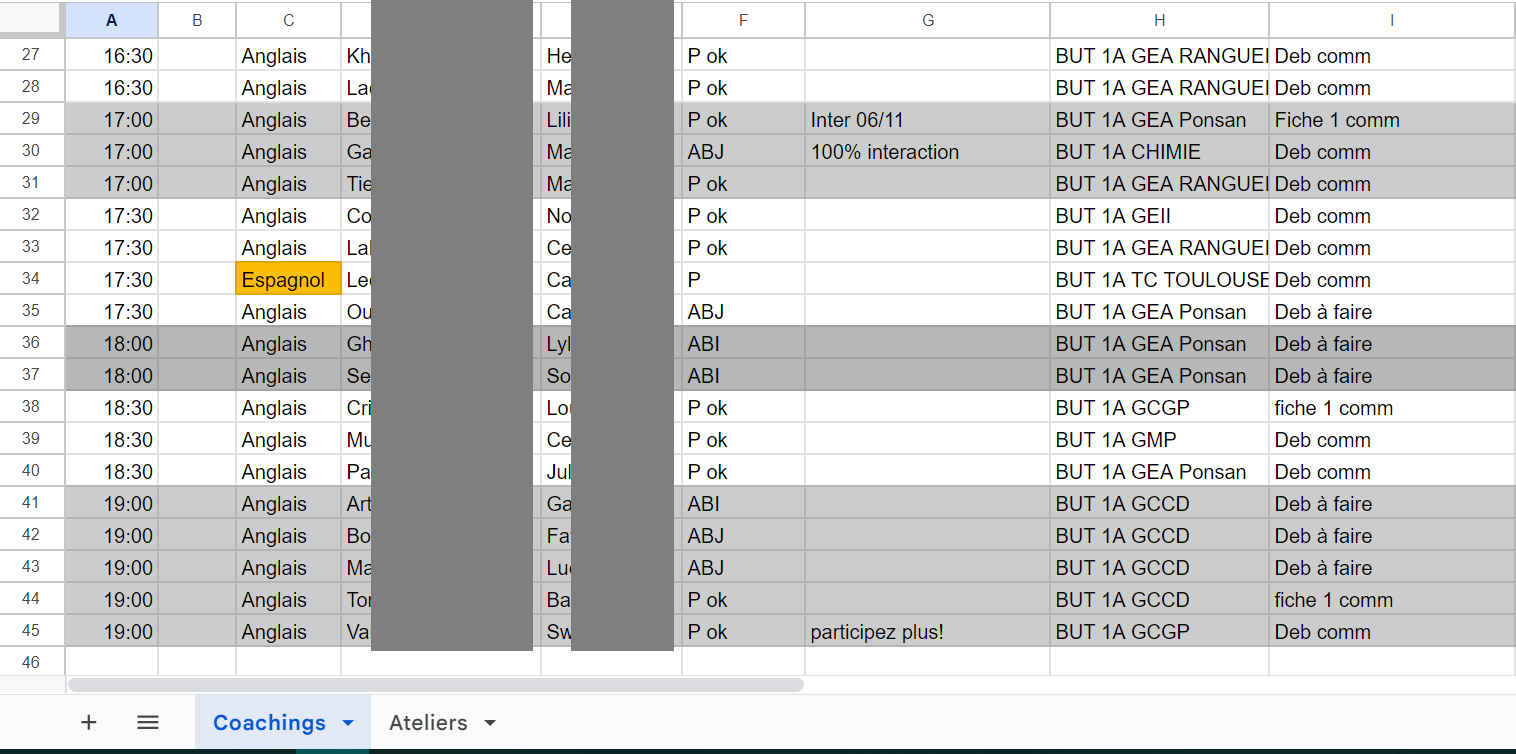 A B C F G H I
27 16:30 Anglais Kh He P ok BUT 1A GEA RANGUEI Deb comm
28 16:30 Anglais Lac Ma P ok BUT 1A GEA RANGUEI Deb comm
29 17:00 Anglais Be Lili P ok Inter 06/11 BUT 1A GEA Ponsan Fiche 1 comm
30 17:00 Anglais Ga Ma ABJ 100% interaction BUT 1A CHIMIE Deb comm
31 17:00 Anglais Tie Ma P ok BUT 1A GEA RANGUEI Deb comm
32 17:30 Anglais Co No P ok BUT 1A GEII Deb comm
33 17:30 Anglais Lal Ce P ok BUT 1A GEA RANGUEI Deb comm
34 17:30 Espagnol Lec Ca P BUT 1A TC TOULOUSE Deb comm
35 17:30 Anglais Ou Ca ABJ BUT 1A GEA Ponsan Deb à faire
36 18:00 Anglais Gh Lyl ABI BUT 1A GEA Ponsan Deb à faire
37 18:00 Anglais Se So ABI BUT 1A GEA Ponsan Deb à faire
38 18:30 Anglais Cri Lou P ok BUT 1A GCGP fiche 1 comm
39 18:30 Anglais Mu Ce P ok BUT 1A GMP Deb comm
40 18:30 Anglais Pa Jul P ok BUT 1A GEA Ponsan Deb comm
41 19:00 Anglais Art Ga ABI BUT 1A GCCD Deb à faire
42 19:00 Anglais Bo Fa ABJ BUT 1A GCCD Deb à faire
43 19:00 Anglais Ma Luc ABJ BUT 1A GCCD Deb à faire
44 19:00 Anglais Tor Ba P ok BUT 1A GCCD fiche 1 comm
45 19:00 Anglais Val Sw P ok participez plus! BUT 1A GCGP Deb comm
46
Coachings Ateliers